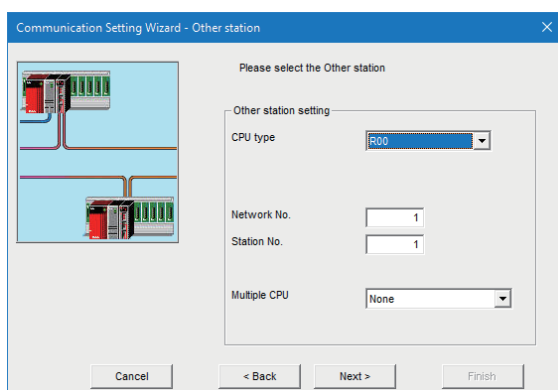 Communication Setting Wizard - Other station
Please select the Other station
Other station setting
CPU type
R00
Network No.
1
Station No.
1
Multiple CPU
None
Cancel
< Back
Next >
Finish